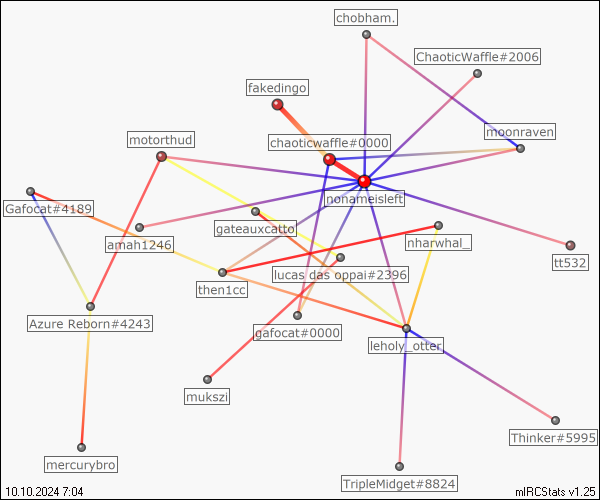 chobham.
ChaoticWaffle#2006
fakedingo
moonraven
motorthud
chaoticwaffle#0000
nonameisleft
Gafocat#4189
gateauxcatto
amah1246
nharwhal_
tt532
lucas das oppai#2396
then1cc
Azure Reborn#4243
gafocat#0000
leholy_otter
mukszi
Thinker#5995
mercurybro
TripleMidget#8824
10.10.2024 7:04
mIRCStats v1.25